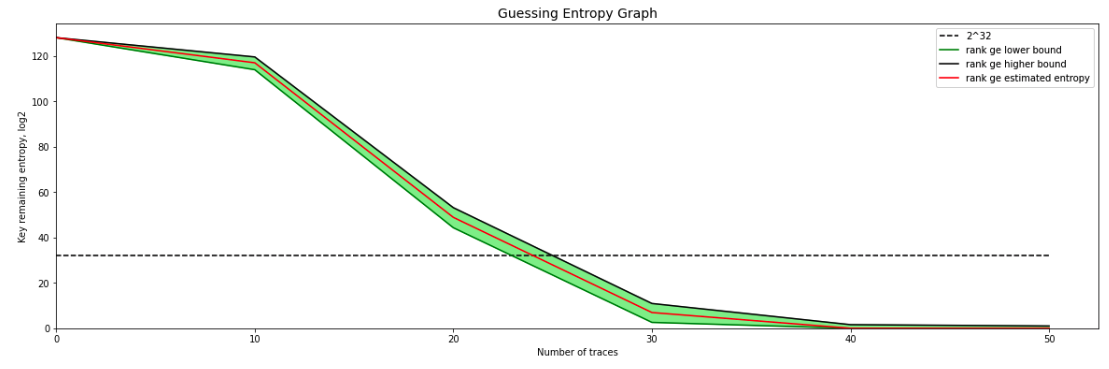 Guessing Entropy Graph
2^32
rank ge lower bound
rank ge higher bound
rank ge estimated entropy
Key remaining entropy, log2
120
100
80
60
40
20
0
0 10 20 30 40 50
Number of traces